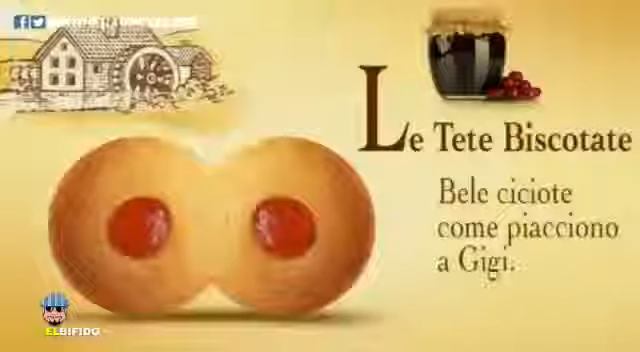 Le Tete Biscotate
Bele ciciote
come piacciono
a Gigi.
ELBIFIDO